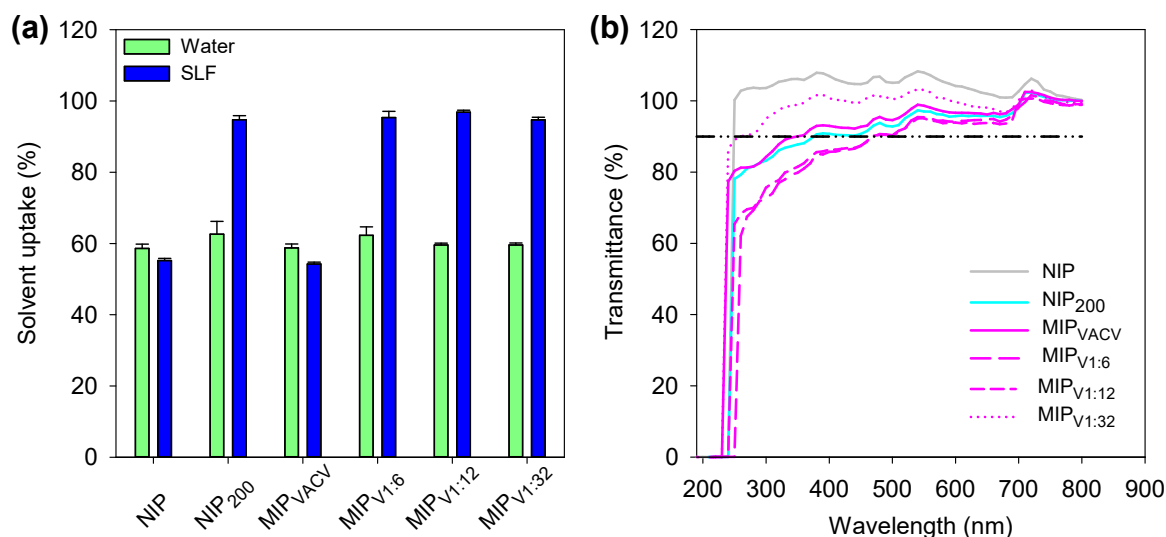 (a)
Solvent uptake (%)
120
100
80
60
40
20
0
Water
SLF
NIP
NIP200
MIPVACV
MIPV1:6
MIPV1:12
MIPV1:32
(b)
Transmittance (%)
120
100
80
60
40
20
0
NIP
NIP200
MIPVACV
MIPV1:6
MIPV1:12
MIPV1:32
200 300 400 500 600 700 800 900
Wavelength (nm)